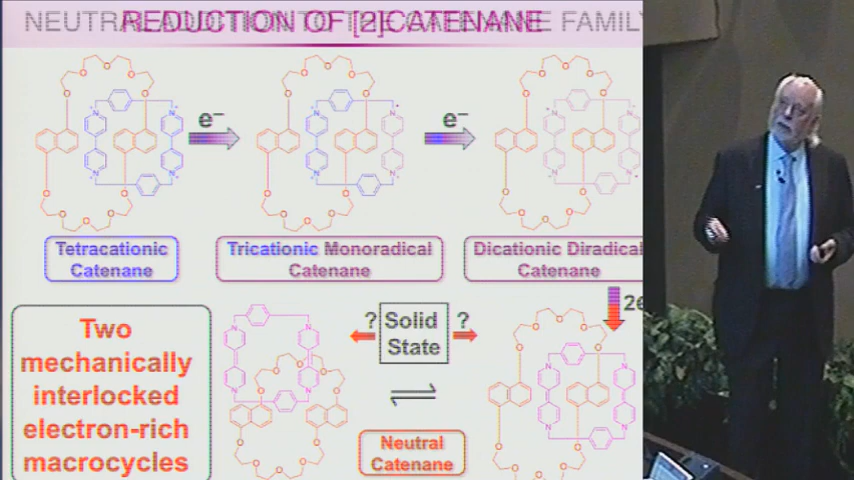 REDUCTION OF [2]CATENANE
e–
e–
Tetracationic
Catenane
Tricationic Monoradical
Catenane
Dicationic Diradical
Catenane
2e
Two
mechanically
interlocked
electron-rich
macrocycles
? Solid ?
State
Neutral
Catenane